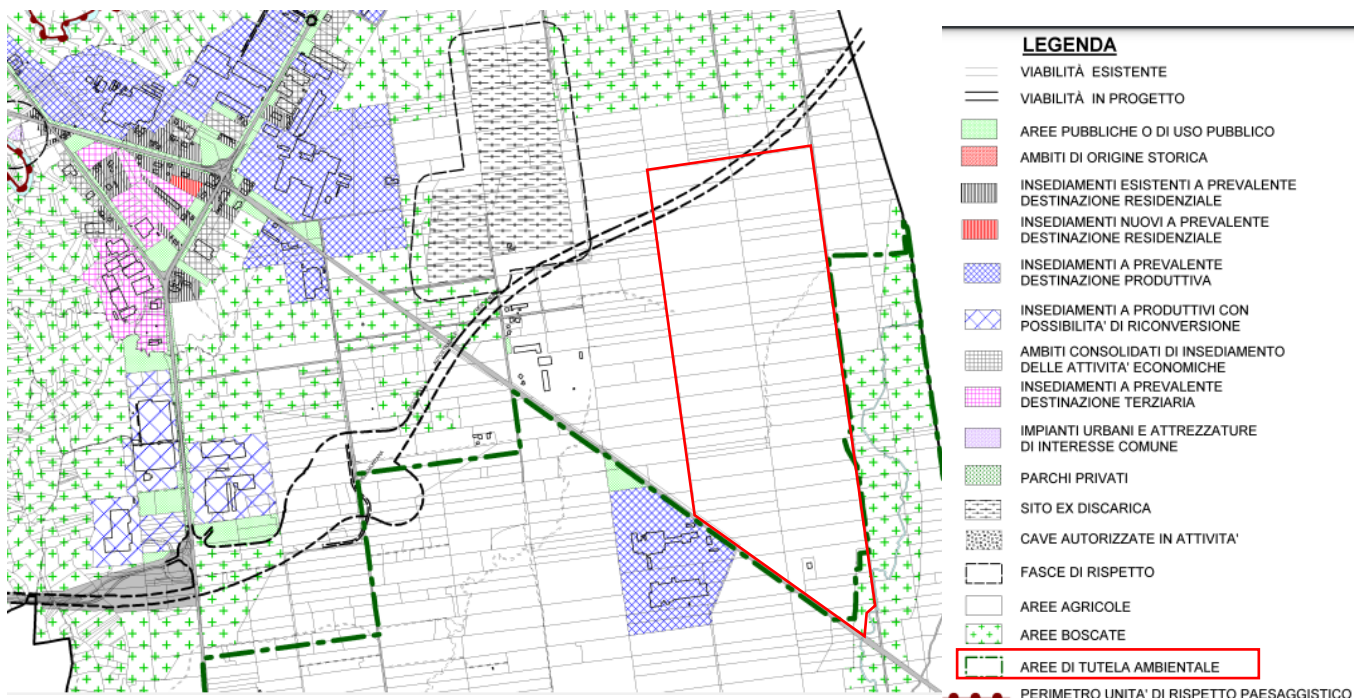 LEGENDA
VIABILITÀ ESISTENTE
VIABILITÀ IN PROGETTO
AREE PUBBLICHE O DI USO PUBBLICO
AMBITI DI ORIGINE STORICA
INSEDIAMENTI ESISTENTI A PREVALENTE
DESTINAZIONE RESIDENZIALE
INSEDIAMENTI NUOVI A PREVALENTE
DESTINAZIONE RESIDENZIALE
INSEDIAMENTI A PREVALENTE
DESTINAZIONE PRODUTTIVA
INSEDIAMENTI A PRODUTTIVI CON
POSSIBILITA' DI RICONVERSIONE
AMBITI CONSOLIDATI DI INSEDIAMENTO
DELLE ATTIVITA' ECONOMICHE
INSEDIAMENTI A PREVALENTE
DESTINAZIONE TERZIARIA
IMPIANTI URBANI E ATTREZZATURE
DI INTERESSE COMUNE
PARCHI PRIVATI
SITO EX DISCARICA
CAVE AUTORIZZATE IN ATTIVITA'
FASCE DI RISPETTO
AREE AGRICOLE
AREE BOSCATE
AREE DI TUTELA AMBIENTALE
PERIMETRO UNITA' DI RISPETTO PAESAGGISTICO